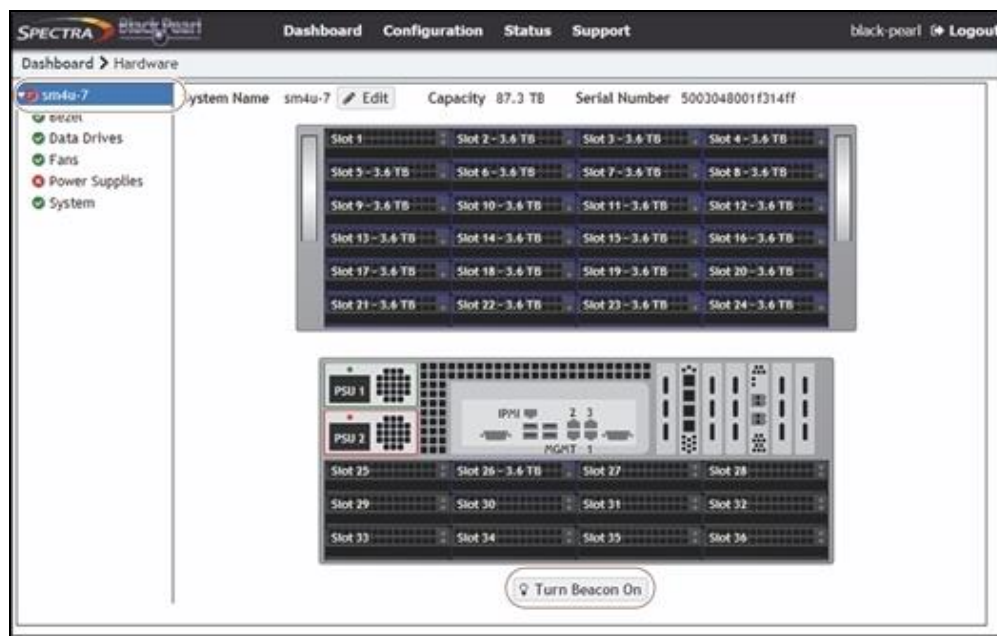 SPECTRA BlackPearl Dashboard Configuration Status Support black-pearl Logout
Dashboard > Hardware
sm4u-7
System Name sm4u-7 Edit Capacity 87.3 TB Serial Number 5003048001f314ff
Bezel
Data Drives
Fans
Power Supplies
System
Slot 1 Slot 2 - 3.6 TB Slot 3 - 3.6 TB Slot 4 - 3.6 TB
Slot 5 - 3.6 TB Slot 6 - 3.6 TB Slot 7 - 3.6 TB Slot 8 - 3.6 TB
Slot 9 - 3.6 TB Slot 10 - 3.6 TB Slot 11 - 3.6 TB Slot 12 - 3.6 TB
Slot 13 - 3.6 TB Slot 14 - 3.6 TB Slot 15 - 3.6 TB Slot 16 - 3.6 TB
Slot 17 - 3.6 TB Slot 18 - 3.6 TB Slot 19 - 3.6 TB Slot 20 - 3.6 TB
Slot 21 - 3.6 TB Slot 22 - 3.6 TB Slot 23 - 3.6 TB Slot 24 - 3.6 TB
PSU 1
IPMI 2 3
PSU 2
MGMT 1
Slot 25 Slot 26 - 3.6 TB Slot 27 Slot 28
Slot 29 Slot 30 Slot 31 Slot 32
Slot 33 Slot 34 Slot 35 Slot 36
Turn Beacon On